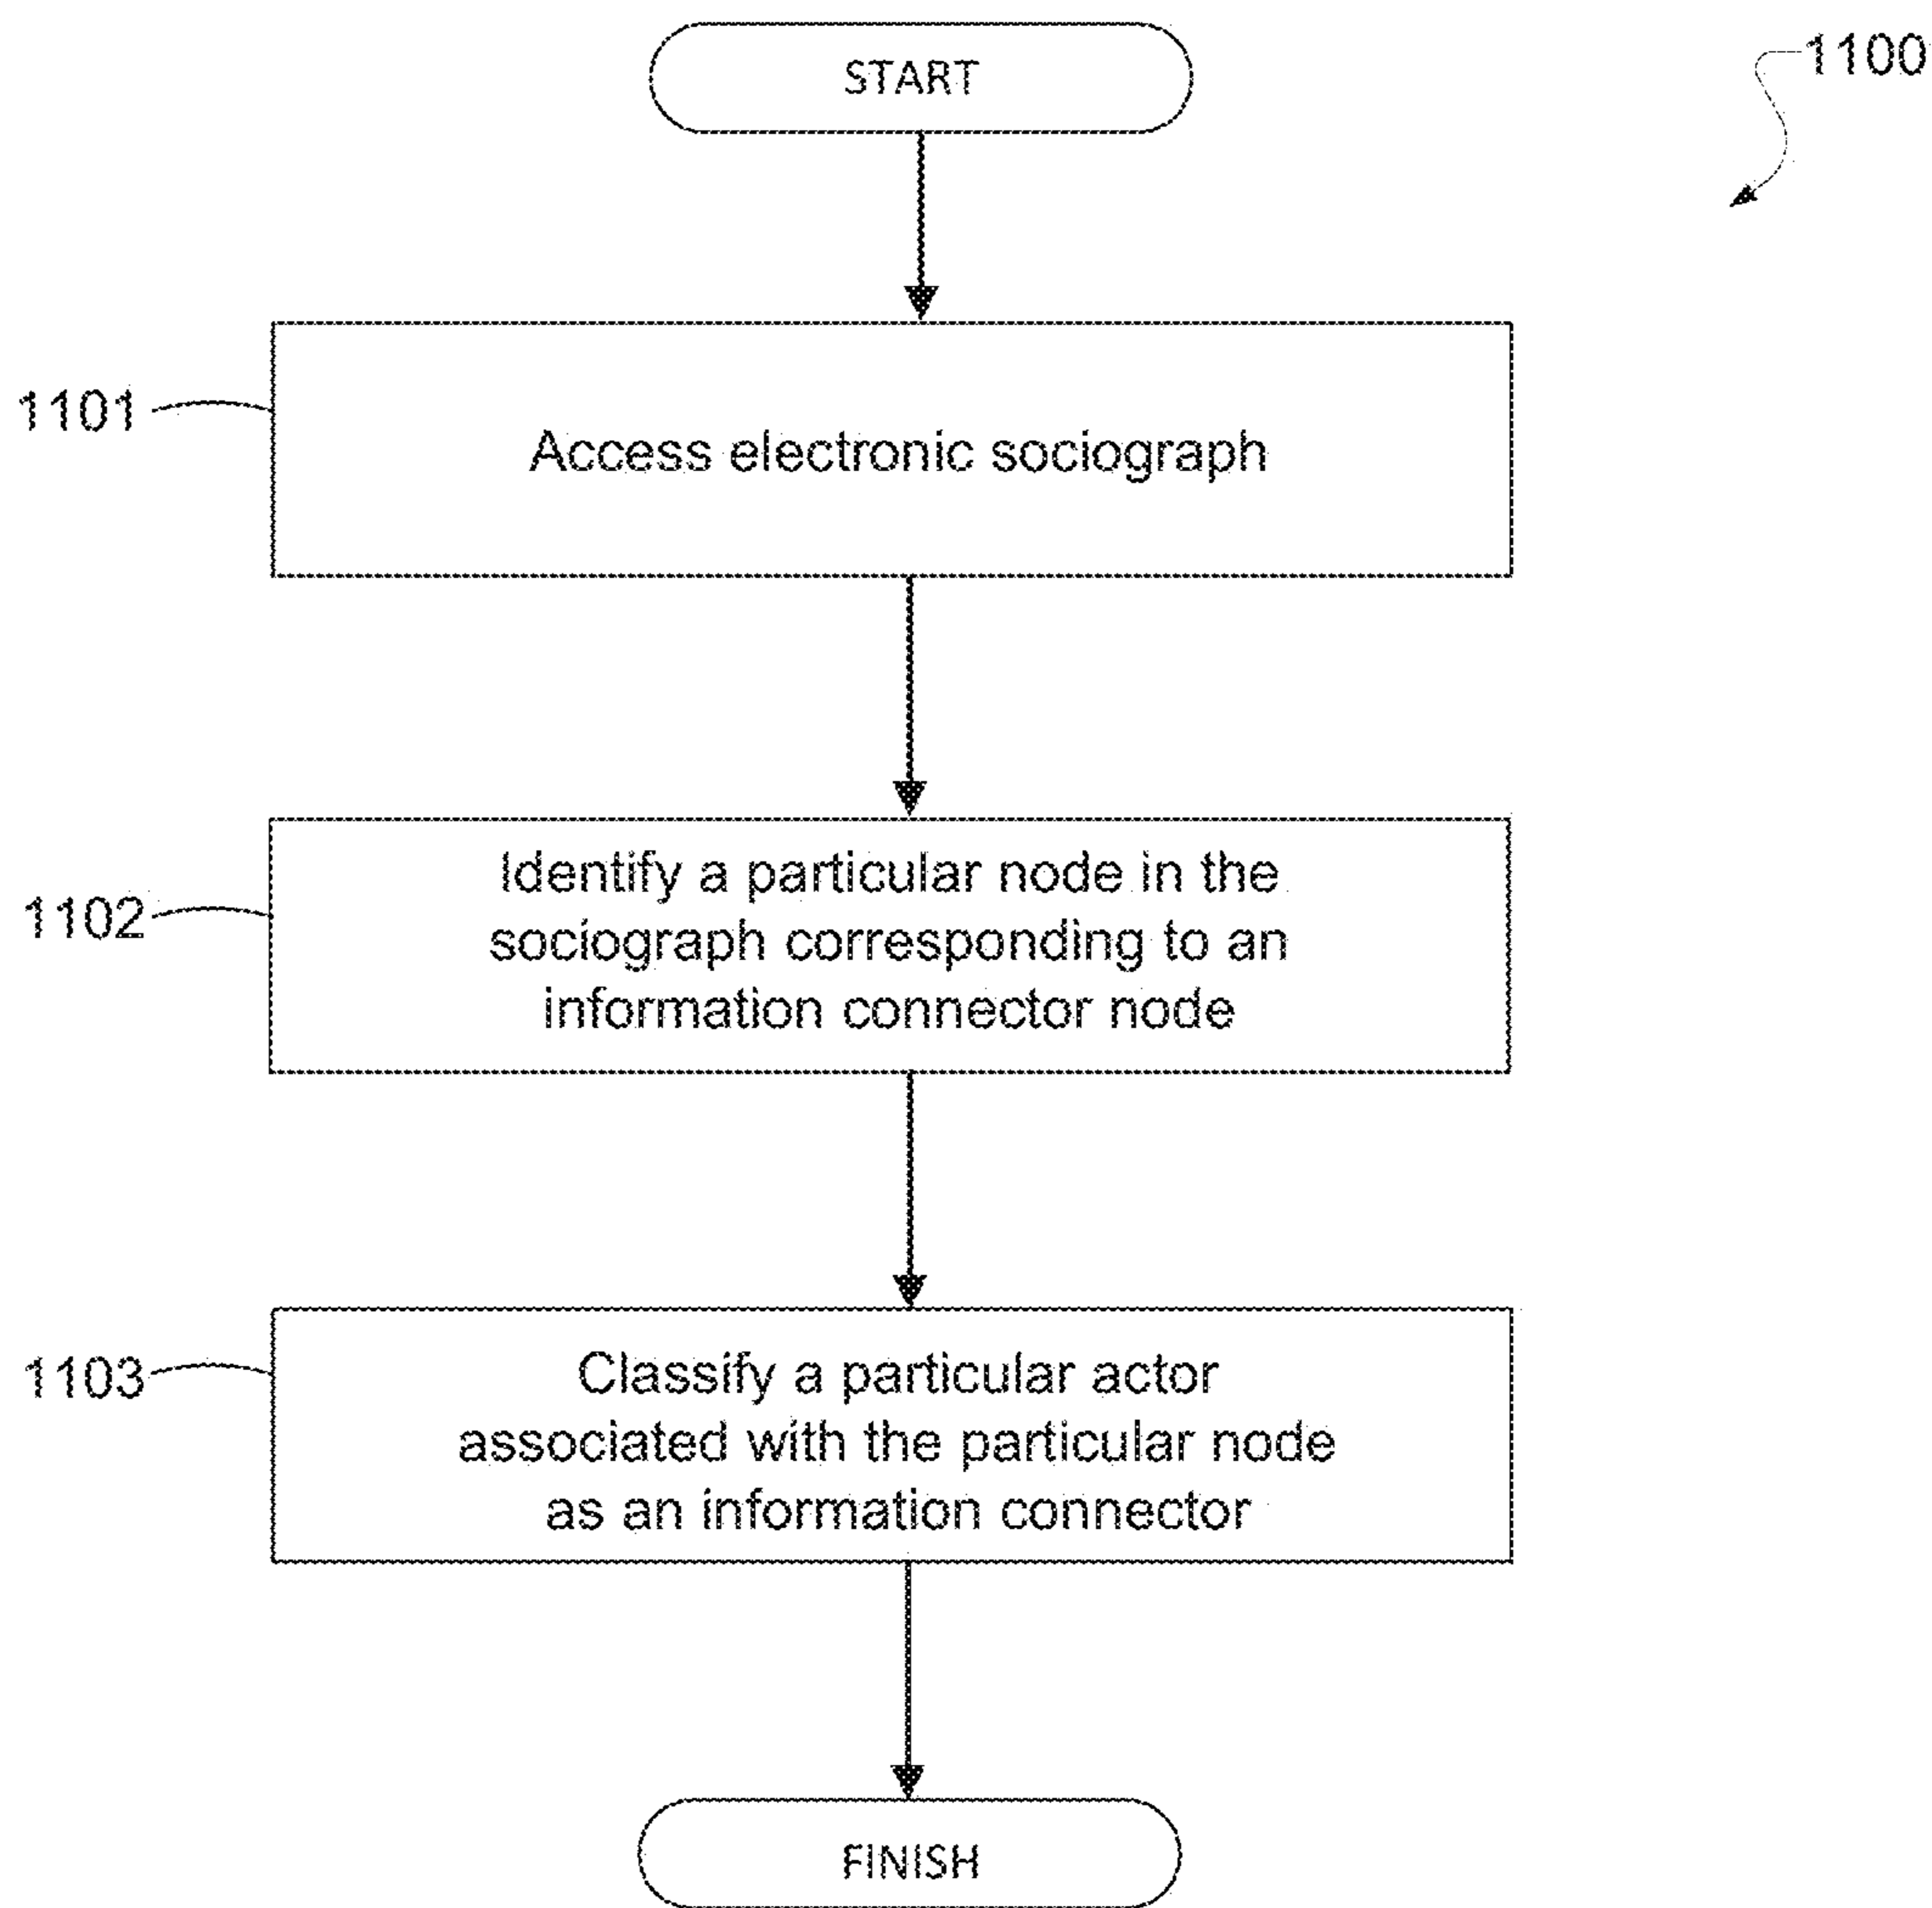 START
1100
1101
Access electronic sociograph
1102
Identify a particular node in the
sociograph corresponding to an
information connector node
1103
Classify a particular actor
associated with the particular node
as an information connector
FINISH